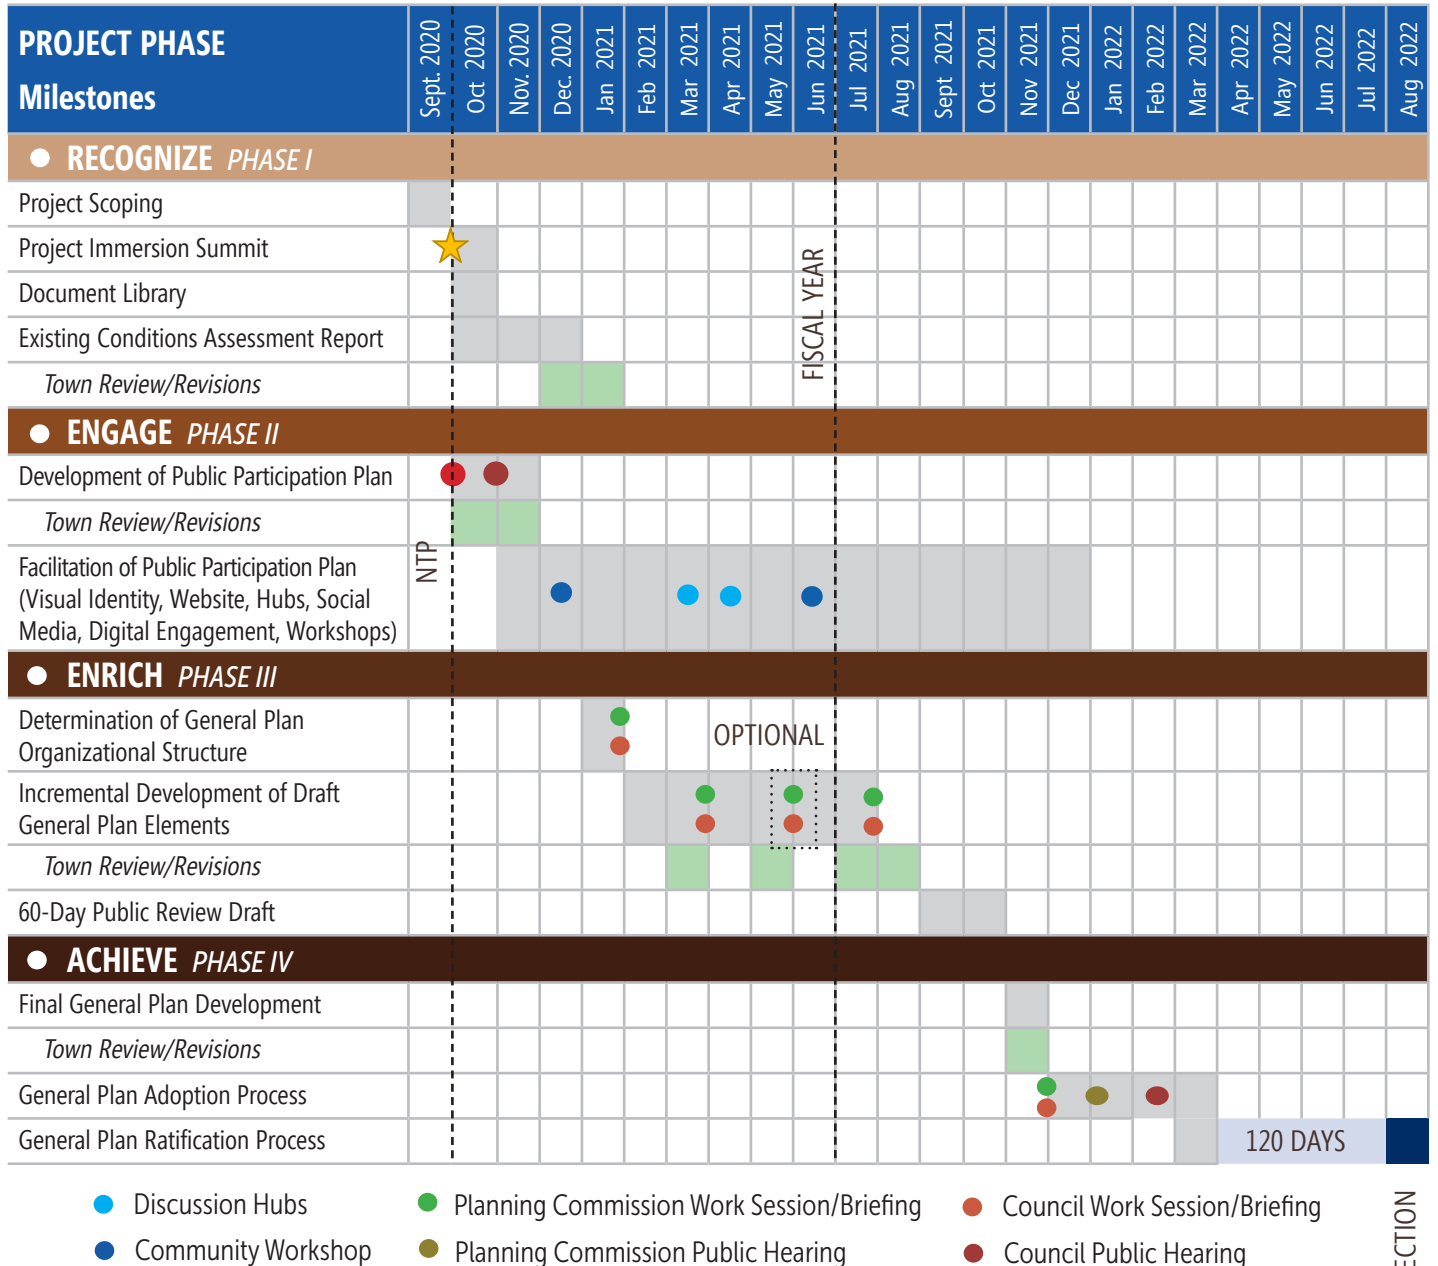 PROJECT PHASE
Milestones
Sept. 2020
Oct 2020
Nov. 2020
Dec. 2020
Jan 2021
Feb 2021
Mar 2021
Apr 2021
May 2021
Jun 2021
Jul 2021
Aug 2021
Sept 2021
Oct 2021
Nov 2021
Dec 2021
Jan 2022
Feb 2022
Mar 2022
Apr 2022
May 2022
Jun 2022
Jul 2022
Aug 2022
RECOGNIZE PHASE I
Project Scoping
Project Immersion Summit
Document Library
Existing Conditions Assessment Report
Town Review/Revisions
FISCAL YEAR
ENGAGE PHASE II
Development of Public Participation Plan
Town Review/Revisions
NTP
Facilitation of Public Participation Plan
(Visual Identity, Website, Hubs, Social
Media, Digital Engagement, Workshops)
ENRICH PHASE III
Determination of General Plan
Organizational Structure
OPTIONAL
Incremental Development of Draft
General Plan Elements
Town Review/Revisions
60-Day Public Review Draft
ACHIEVE PHASE IV
Final General Plan Development
Town Review/Revisions
General Plan Adoption Process
General Plan Ratification Process
120 DAYS
Discussion Hubs
Planning Commission Work Session/Briefing
Council Work Session/Briefing
Community Workshop
Planning Commission Public Hearing
Council Public Hearing